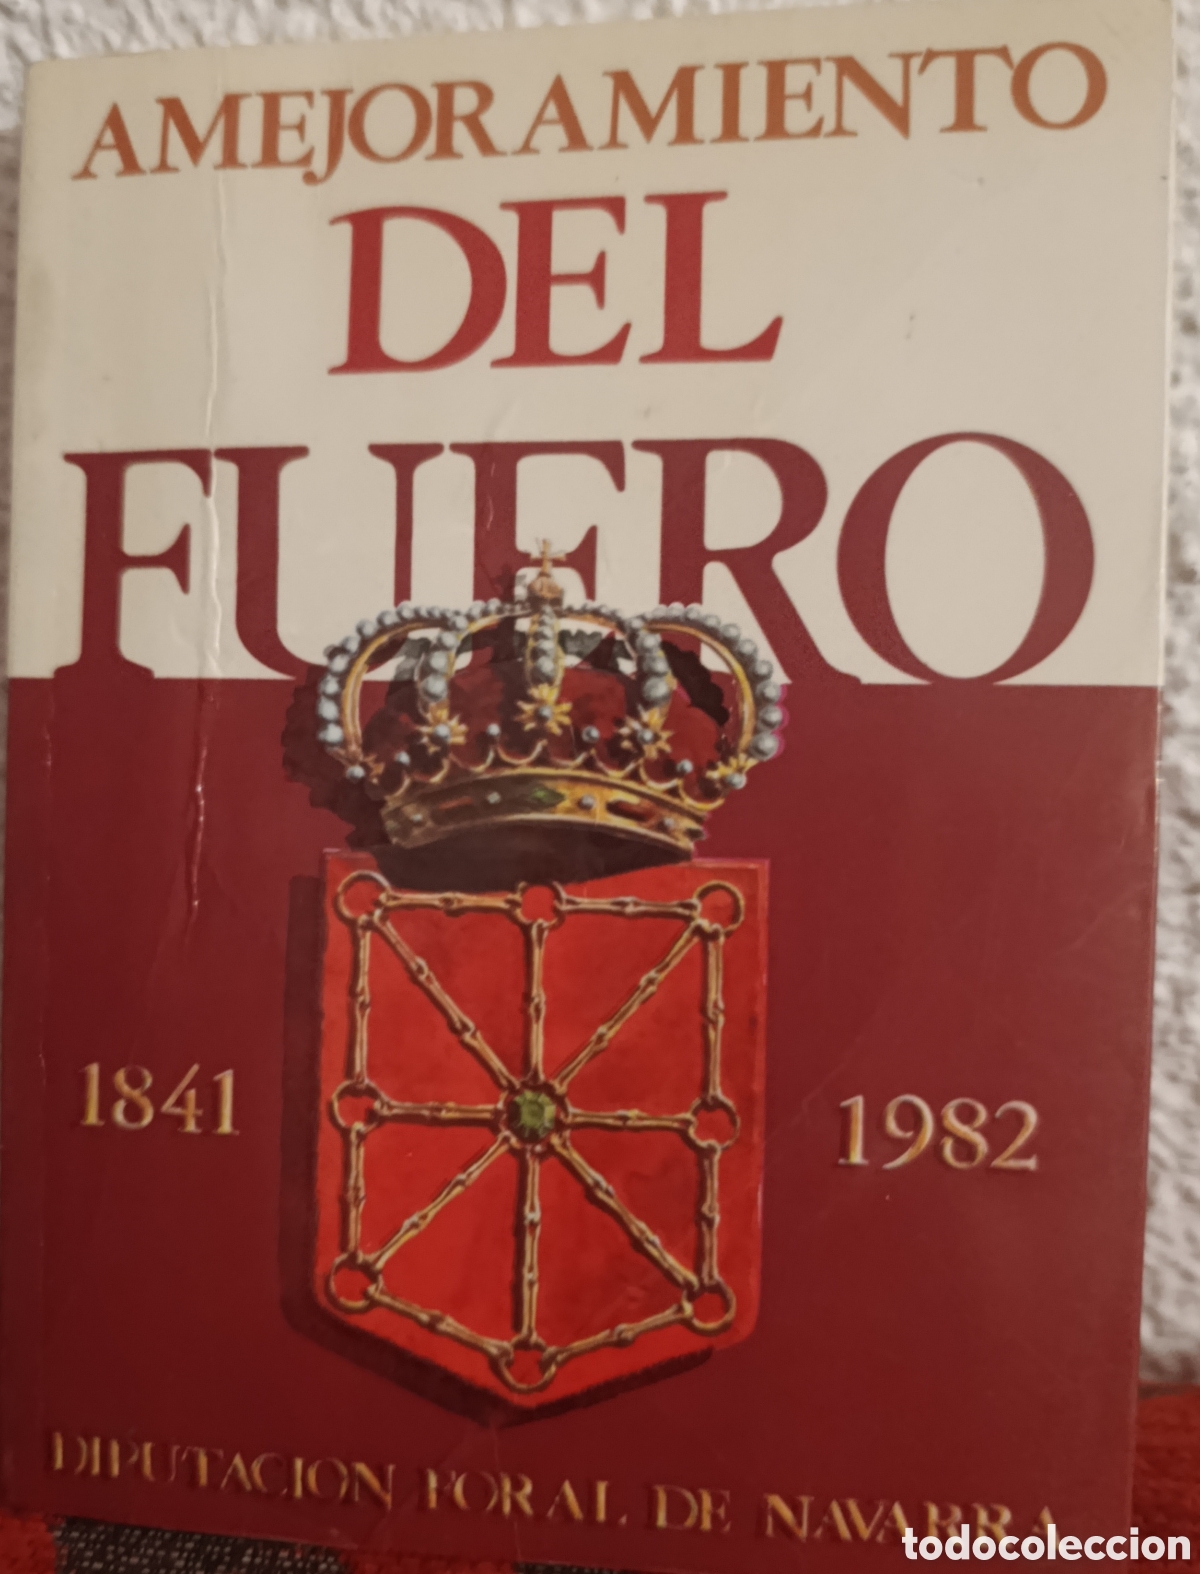 AMEJORAMIENTO
DEL
FUERO
1841
1982
DIPUTACION FORAL DE NAVARRA
todocoleccion